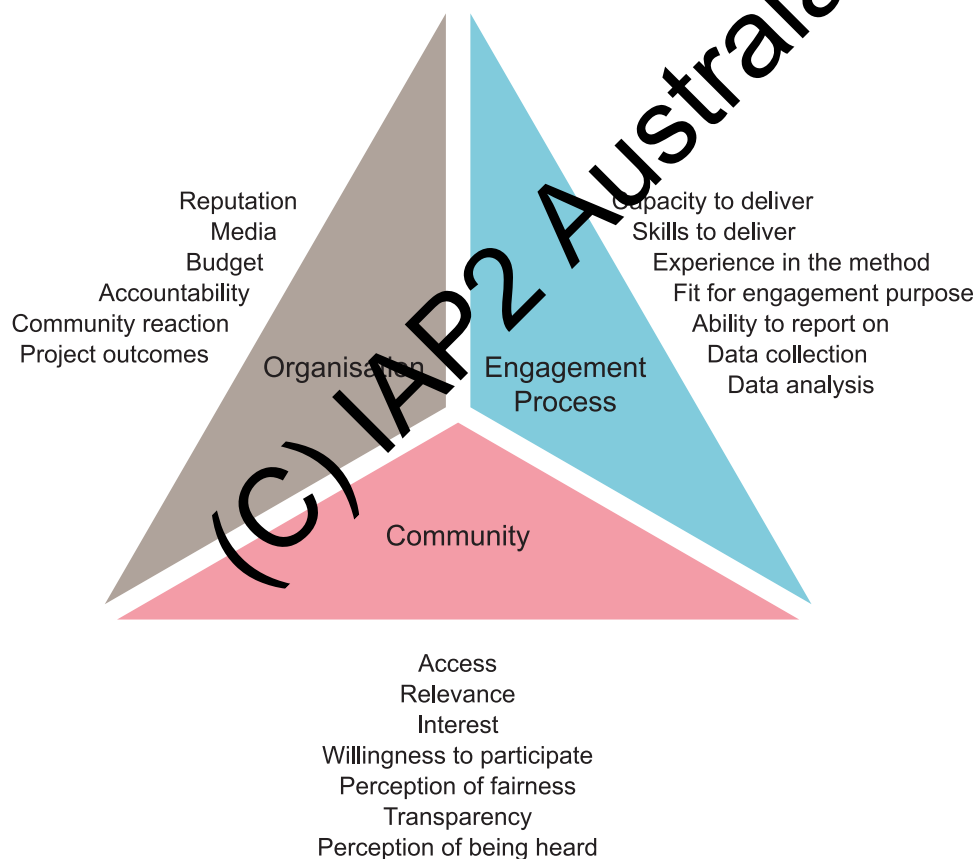 Reputation
Media
Budget
Accountability
Community reaction
Project outcomes
Organisation
Capacity to deliver
Skills to deliver
Experience in the method
Fit for engagement purpose
Ability to report on
Data collection
Data analysis
Engagement
Process
Community
Access
Relevance
Interest
Willingness to participate
Perception of fairness
Transparency
Perception of being heard
(C) IAP2 Austral